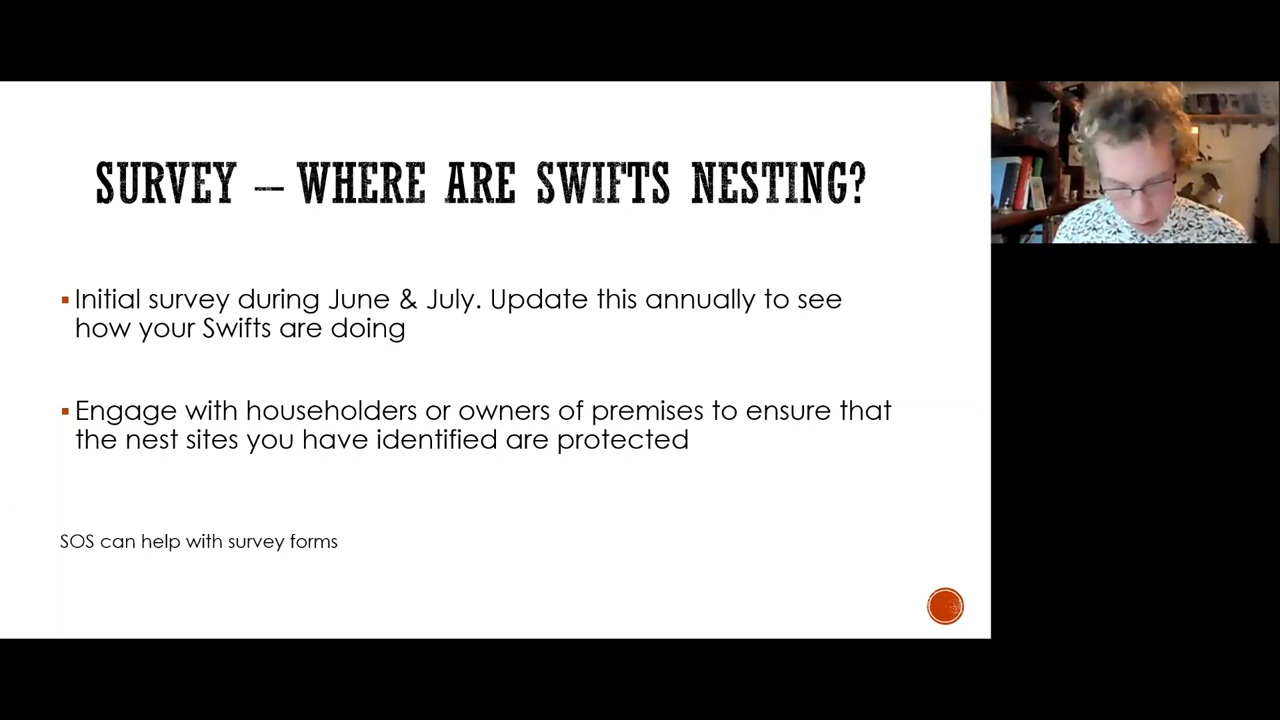 SURVEY – WHERE ARE SWIFTS NESTING?
▪ Initial survey during June & July. Update this annually to see
how your Swifts are doing
▪ Engage with householders or owners of premises to ensure that
the nest sites you have identified are protected
SOS can help with survey forms